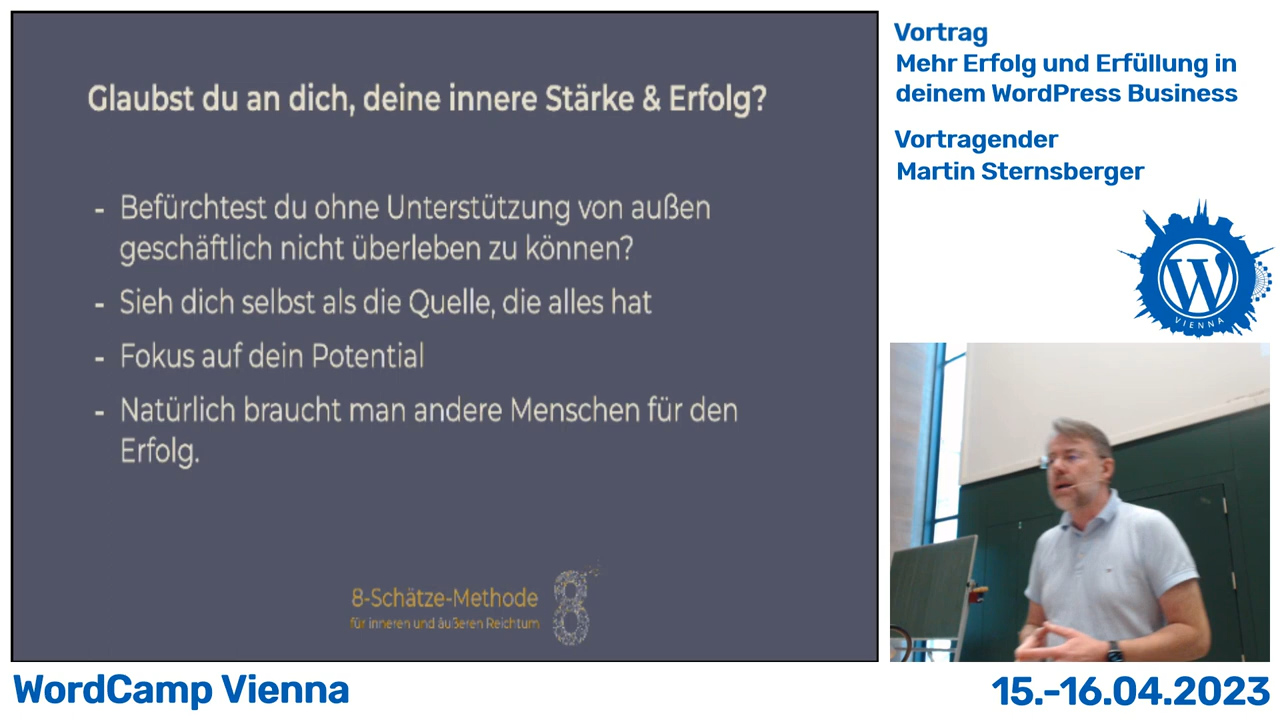 Glaubst du an dich, deine innere Stärke & Erfolg?
- Befürchtest du ohne Unterstützung von außen
geschäftlich nicht überleben zu können?
- Sieh dich selbst als die Quelle, die alles hat
- Fokus auf dein Potential
- Natürlich braucht man andere Menschen für den
Erfolg.
8-Schätze-Methode
für inneren und äußeren Reichtum
8
Vortrag
Mehr Erfolg und Erfüllung in
deinem WordPress Business
Vortragender
Martin Sternsberger
W
VIENNA
WordCamp Vienna
15.-16.04.2023